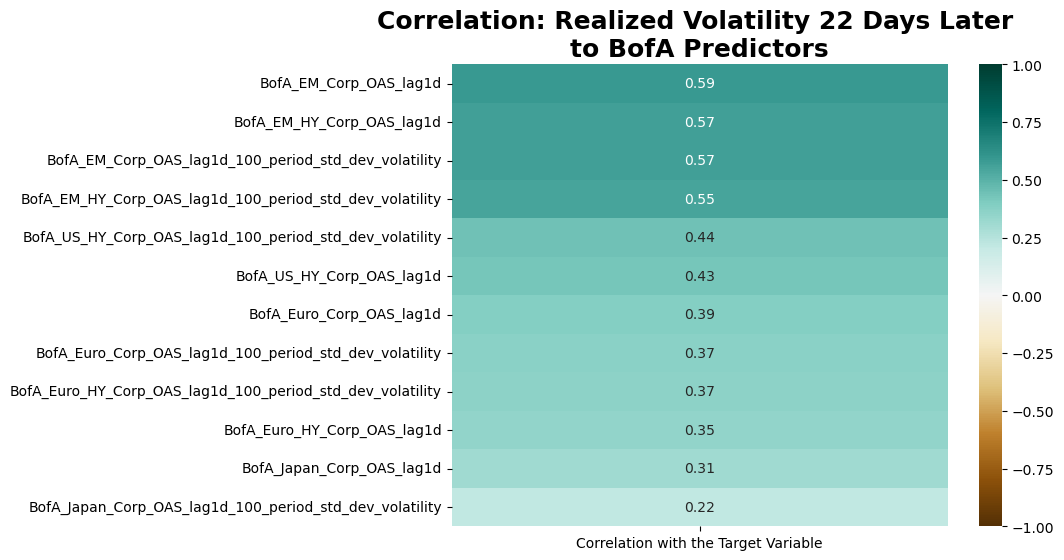 Correlation: Realized Volatility 22 Days Later
to BofA Predictors
BofA_EM_Corp_OAS_lag1d
0.59
BofA_EM_HY_Corp_OAS_lag1d
0.57
BofA_EM_Corp_OAS_lag1d_100_period_std_dev_volatility
0.57
BofA_EM_HY_Corp_OAS_lag1d_100_period_std_dev_volatility
0.55
BofA_US_HY_Corp_OAS_lag1d_100_period_std_dev_volatility
0.44
BofA_US_HY_Corp_OAS_lag1d
0.43
BofA_Euro_Corp_OAS_lag1d
0.39
BofA_Euro_Corp_OAS_lag1d_100_period_std_dev_volatility
0.37
BofA_Euro_HY_Corp_OAS_lag1d_100_period_std_dev_volatility
0.37
BofA_Euro_HY_Corp_OAS_lag1d
0.35
BofA_Japan_Corp_OAS_lag1d
0.31
BofA_Japan_Corp_OAS_lag1d_100_period_std_dev_volatility
0.22
Correlation with the Target Variable
1.00
0.75
0.50
0.25
0.00
−0.25
−0.50
−0.75
−1.00